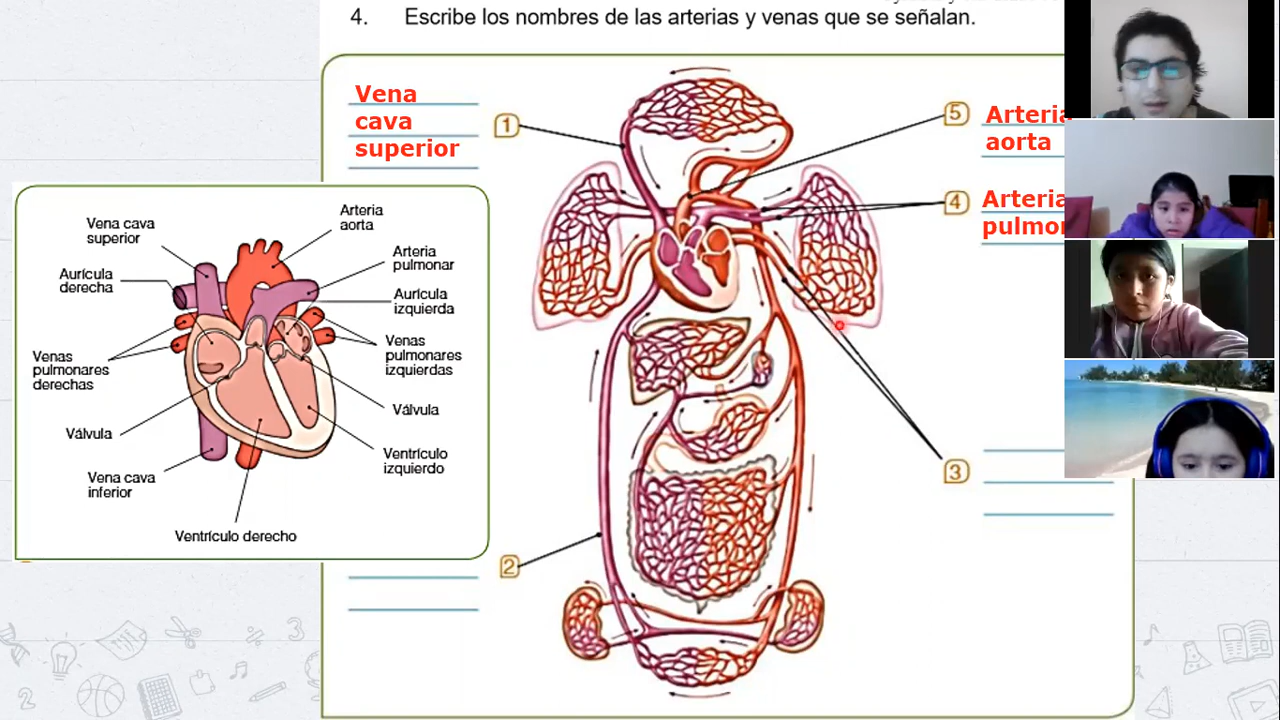 4. Escribe los nombres de las arterias y venas que se señalan.
Vena
cava
superior
1
5
Arteria
aorta
4
Arteria
pulmo
3
2
Vena cava
superior
Arteria
aorta
Aurícula
derecha
Arteria
pulmonar
Aurícula
izquierda
Venas
pulmonares
derechas
Venas
pulmonares
izquierdas
Válvula
Válvula
Ventrículo
izquierdo
Vena cava
inferior
Ventrículo derecho